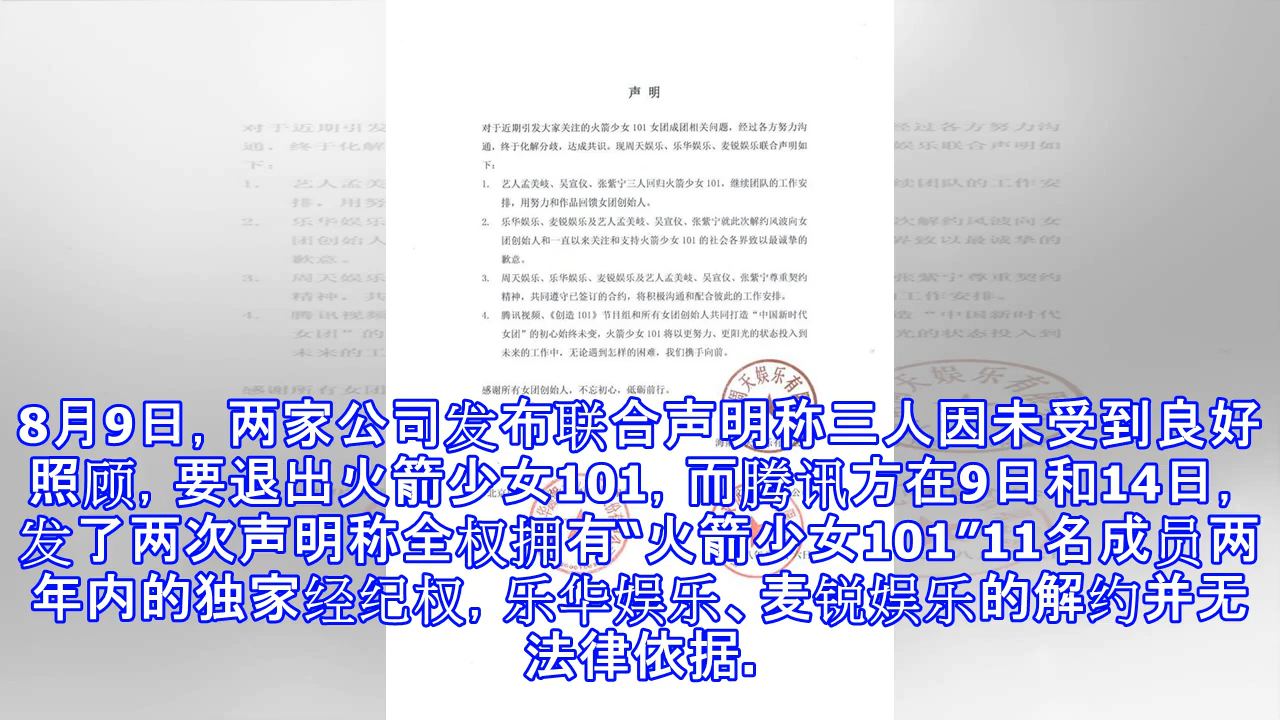 声 明
对于近期引发大家关注的火箭少女 101 女团成团相关问题，经过各方努力沟
通，终于化解分歧，达成共识。现周天娱乐、乐华娱乐、麦锐娱乐联合声明如
下：
1. 艺人孟美岐、吴宣仪、张紫宁三人回归火箭少女 101，继续团队的工作安
排，用努力和作品回馈女团创始人。
2. 乐华娱乐、麦锐娱乐及艺人孟美岐、吴宣仪、张紫宁就此次解约风波向女
团创始人和一直以来关注和支持火箭少女 101 的社会各界致以最诚挚的
歉意。
3. 周天娱乐、乐华娱乐、麦锐娱乐及艺人孟美岐、吴宣仪、张紫宁尊重契约
精神，共同遵守已签订的合约，将积极沟通和配合彼此的工作安排。
4. 腾讯视频、《创造 101》节目组和所有女团创始人共同打造“中国新时代
女团”的初心始终未变，火箭少女 101 将以更努力、更阳光的状态投入到
未来的工作中，无论遇到怎样的困难，我们携手向前。
感谢所有女团创始人，不忘初心，砥砺前行。
8月9日, 两家公司发布联合声明称三人因未受到良好
照顾, 要退出火箭少女101, 而腾讯方在9日和14日,
发了两次声明称全权拥有“火箭少女101”11名成员两
年内的独家经纪权, 乐华娱乐、麦锐娱乐的解约并无
法律依据.